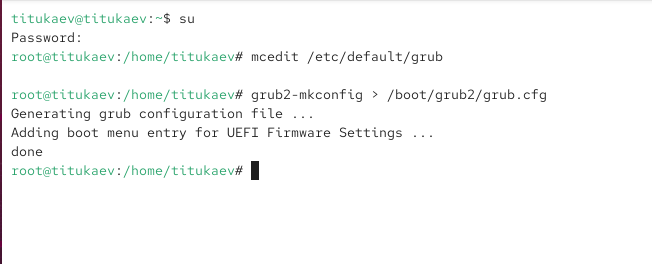 titukaev@titukaev:~$ su
Password:
root@titukaev:/home/titukaev# mcedit /etc/default/grub
root@titukaev:/home/titukaev# grub2-mkconfig > /boot/grub2/grub.cfg
Generating grub configuration file ...
Adding boot menu entry for UEFI Firmware Settings ...
done
root@titukaev:/home/titukaev#